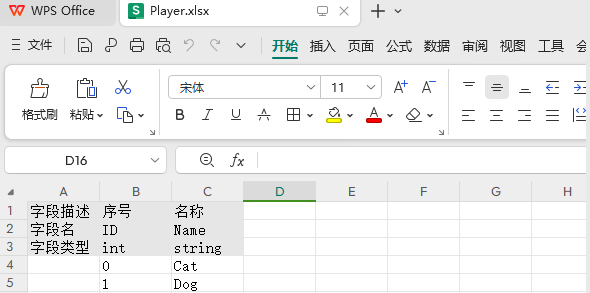 WPS Office
Player.xlsx
文件 开始 插入 页面 公式 数据 审阅 视图 工具
格式刷 粘贴 宋体 11 A+ A-
B I U A A
D16 fx
A B C D E F G H
1 字段描述 序号 名称
2 字段名 ID Name
3 字段类型 int string
4 0 Cat
5 1 Dog